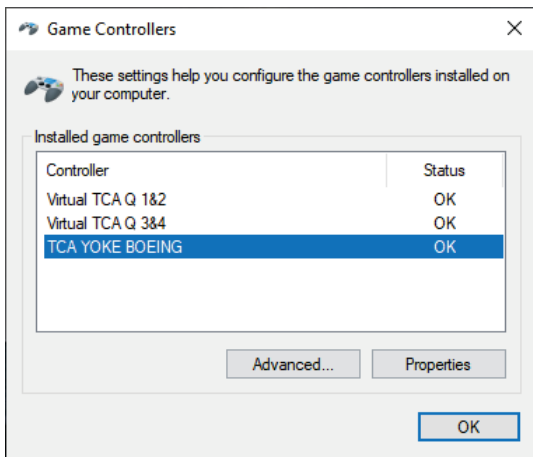 Game Controllers
These settings help you configure the game controllers installed on
your computer.
Installed game controllers
Controller Status
Virtual TCA Q 1&2 OK
Virtual TCA Q 3&4 OK
TCA YOKE BOEING OK
Advanced... Properties
OK